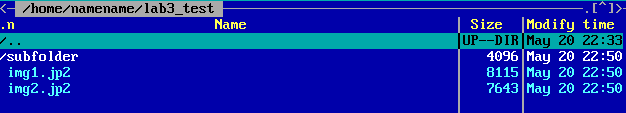 <- /home/namename/lab3_test -.[^]>
.n Name Size Modify time
/.. UP--DIR May 20 22:33
/subfolder 4096 May 20 22:50
img1.jp2 8115 May 20 22:50
img2.jp2 7643 May 20 22:50